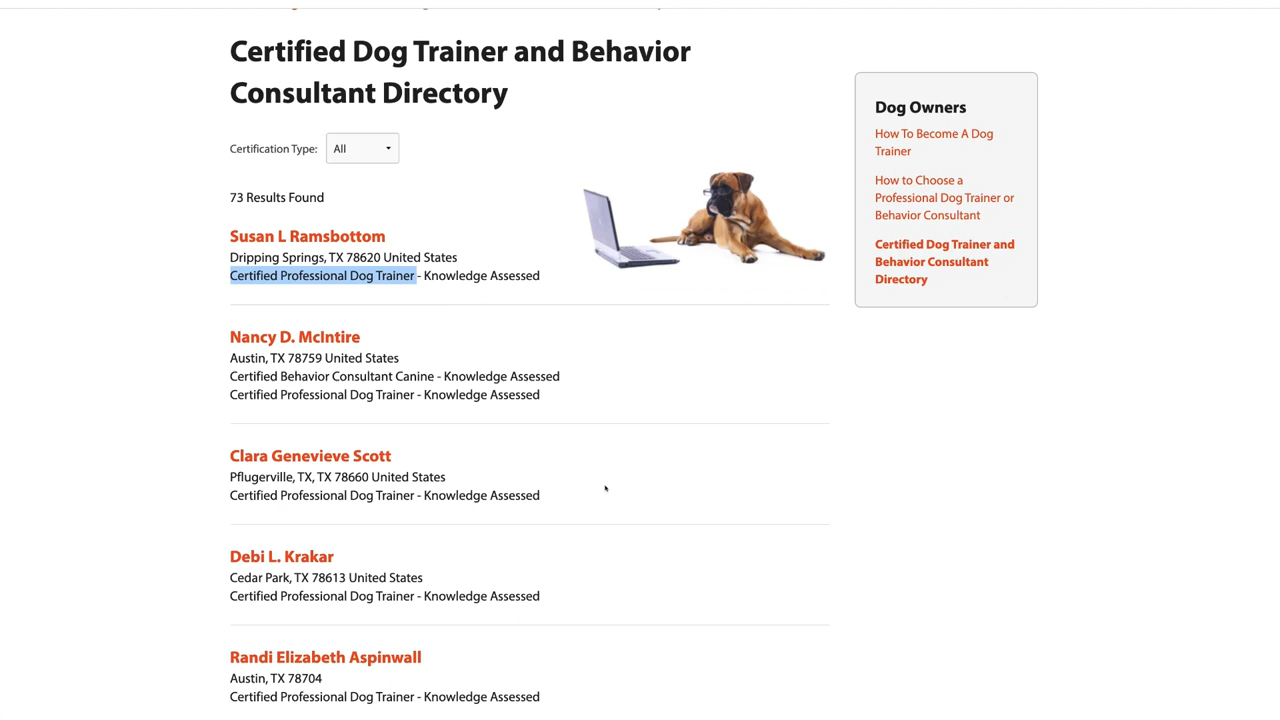 Certified Dog Trainer and Behavior
Consultant Directory
Certification Type: All
73 Results Found
Susan L Ramsbottom
Dripping Springs, TX 78620 United States
Certified Professional Dog Trainer - Knowledge Assessed
Nancy D. McIntire
Austin, TX 78759 United States
Certified Behavior Consultant Canine - Knowledge Assessed
Certified Professional Dog Trainer - Knowledge Assessed
Clara Genevieve Scott
Pflugerville, TX, TX 78660 United States
Certified Professional Dog Trainer - Knowledge Assessed
Debi L. Krakar
Cedar Park, TX 78613 United States
Certified Professional Dog Trainer - Knowledge Assessed
Randi Elizabeth Aspinwall
Austin, TX 78704
Certified Professional Dog Trainer - Knowledge Assessed
Dog Owners
How To Become A Dog
Trainer
How to Choose a
Professional Dog Trainer or
Behavior Consultant
Certified Dog Trainer and
Behavior Consultant
Directory